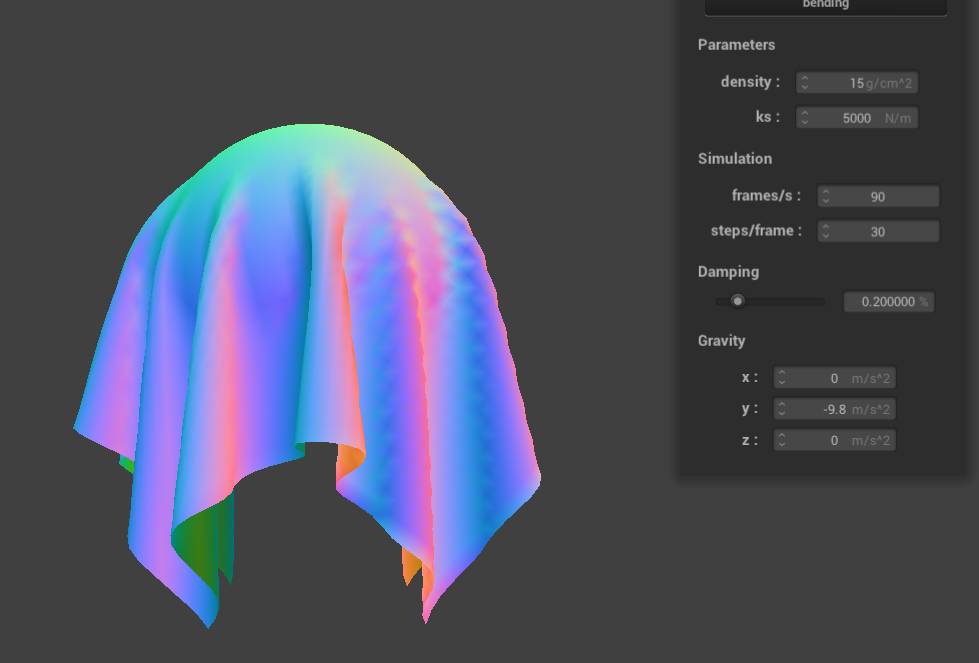 bending
Parameters
density : 15 g/cm^2
ks : 5000 N/m
Simulation
frames/s : 90
steps/frame : 30
Damping
0.200000 %
Gravity
x : 0 m/s^2
y : -9.8 m/s^2
z : 0 m/s^2